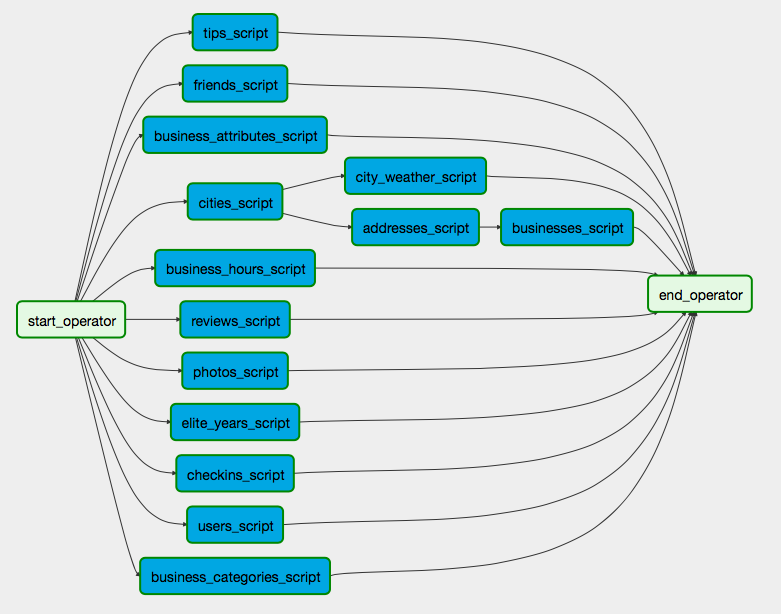 tips_script
friends_script
business_attributes_script
city_weather_script
cities_script
addresses_script
businesses_script
business_hours_script
end_operator
start_operator
reviews_script
photos_script
elite_years_script
checkins_script
users_script
business_categories_script